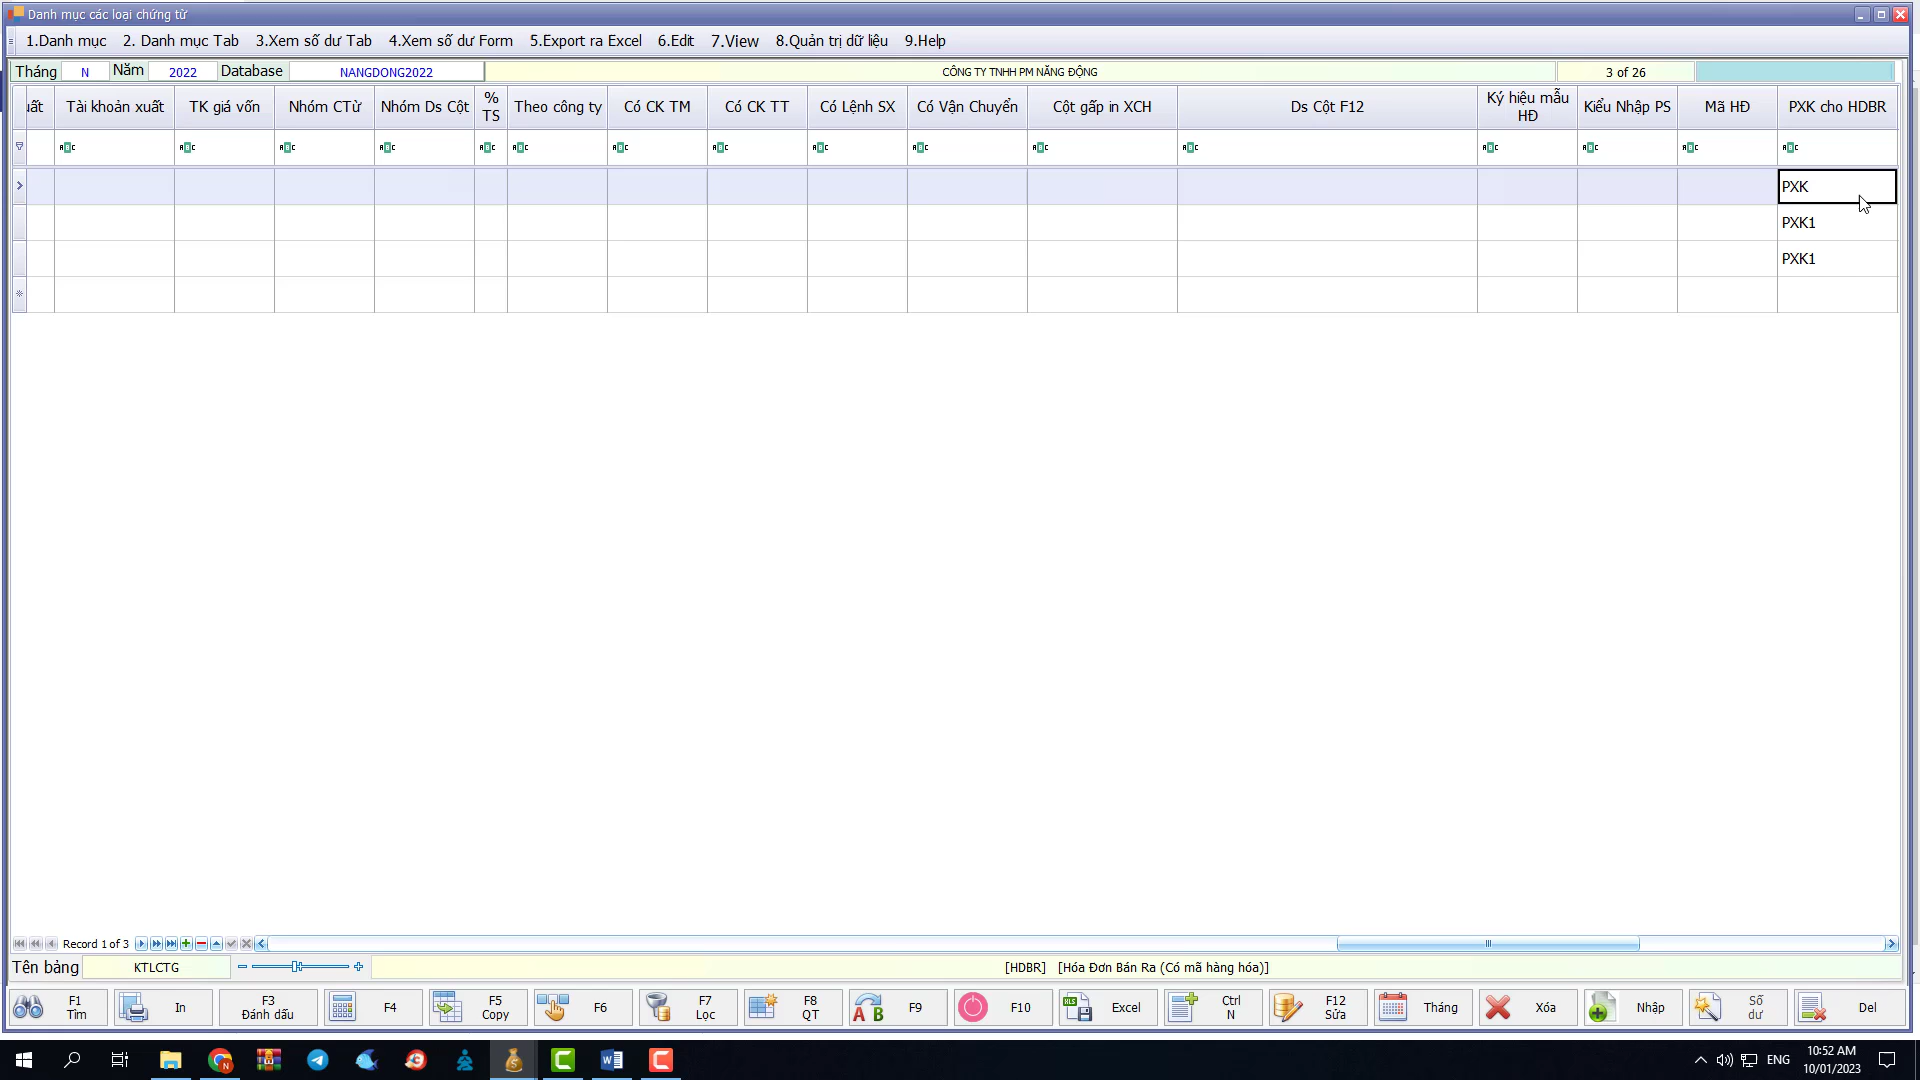 Danh mục các loại chứng từ
1.Danh mục 2. Danh mục Tab 3.Xem số dư Tab 4.Xem số dư Form 5.Export ra Excel 6.Edit 7.View 8.Quản trị dữ liệu 9.Help
Tháng N Năm 2022 Database NANGDONG2022 CÔNG TY TNHH PM NĂNG ĐỘNG 3 of 26
uất Tài khoản xuất TK giá vốn Nhóm CTừ Nhóm Ds Cột % TS Theo công ty Có CK TM Có CK TT Có Lệnh SX Có Vận Chuyển Cột gấp in XCH Ds Cột F12 Ký hiệu mẫu HĐ Kiểu Nhập PS Mã HĐ PXK cho HDBR
PXK
PXK1
PXK1
Record 1 of 3
Tên bảng KTLCTG [HDBR] [Hóa Đơn Bán Ra (Có mã hàng hóa)]
F1 Tìm In F3 Đánh dấu F4 F5 Copy F6 F7 Lọc F8 QT F9 F10 Excel Ctrl N F12 Sửa Tháng Xóa Nhập Số dư Del
ENG 10:52 AM
10/01/2023